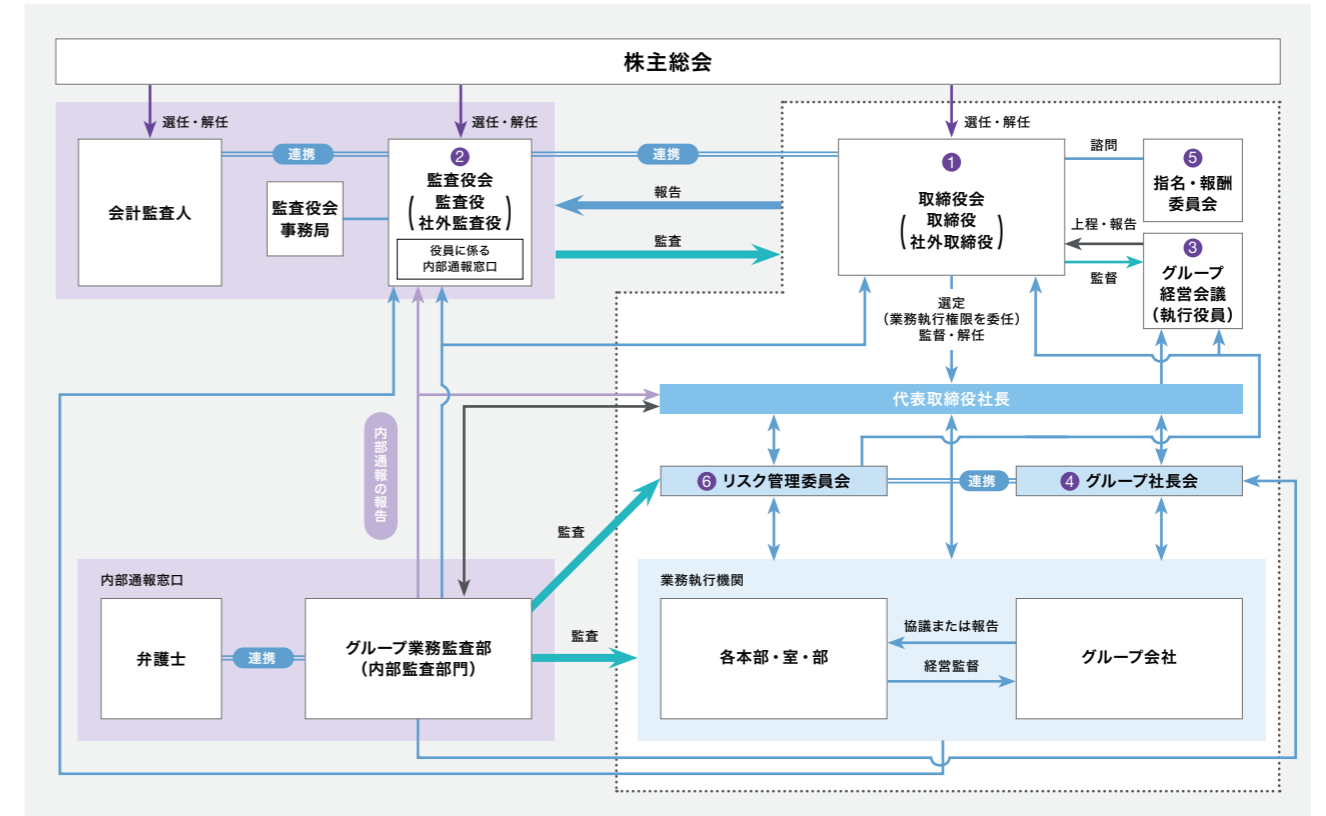 株主総会
選任・解任
選任・解任
選任・解任
会計監査人
連携
監査役会
事務局
❷
監査役会
(監査役
社外監査役)
役員に係る
内部通報窓口
連携
報告
監査
❶
取締役会
(取締役
社外取締役)
諮問
❺
指名・報酬
委員会
上程・報告
監督
❸
グループ
経営会議
(執行役員)
選定
(業務執行権限を委任)
監督・解任
代表取締役社長
内部通報の報告
❻ リスク管理委員会
連携
❹ グループ社長会
監査
内部通報窓口
弁護士
連携
グループ業務監査部
(内部監査部門)
監査
業務執行機関
各本部・室・部
協議または報告
経営監督
グループ会社